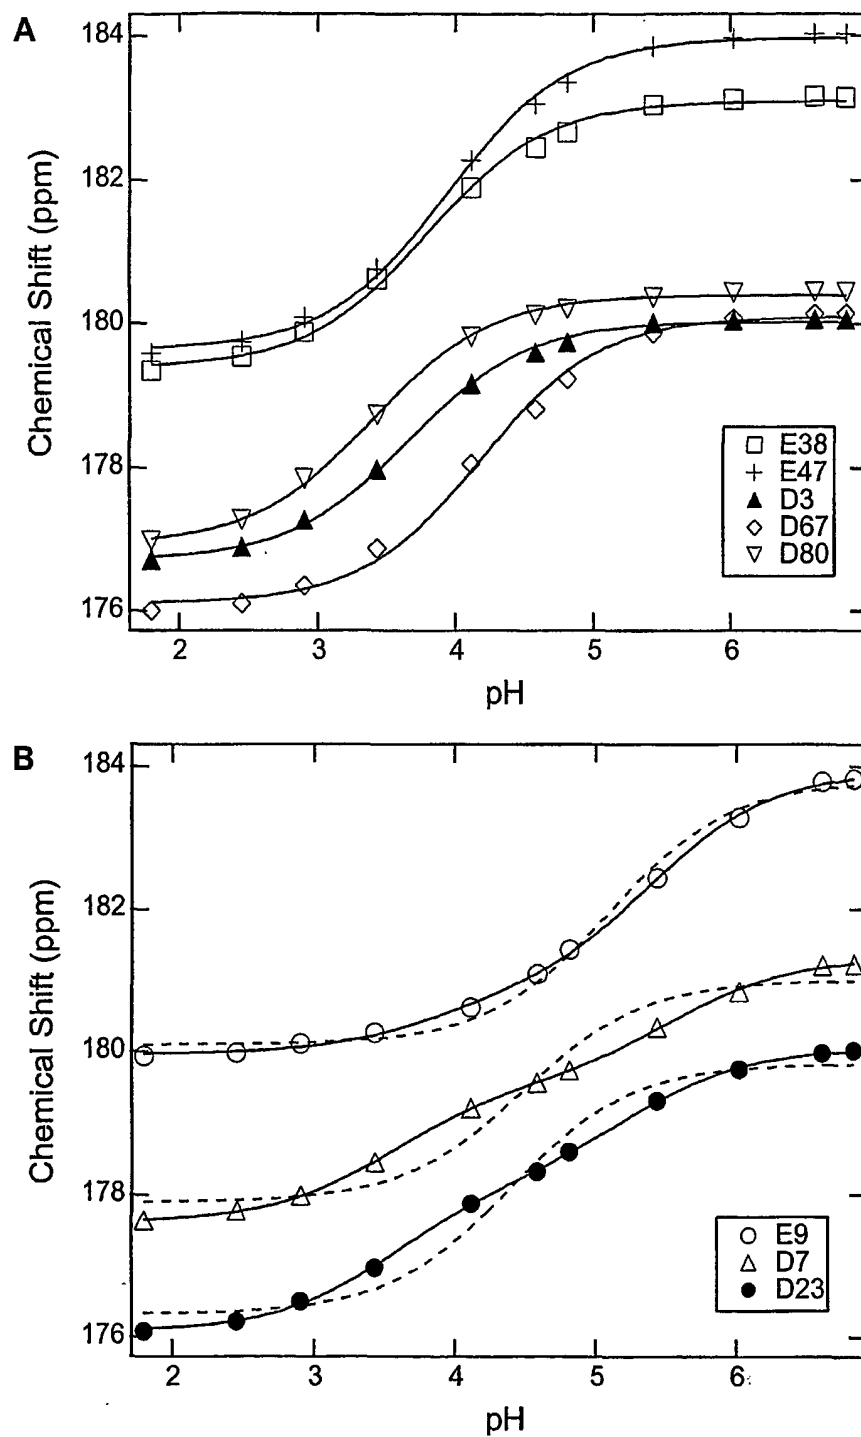 A
184
182
180
178
176
Chemical Shift (ppm)
E38
E47
D3
D67
D80
2 3 4 5 6
pH
B
184
182
180
178
176
Chemical Shift (ppm)
E9
D7
D23
2 3 4 5 6
pH